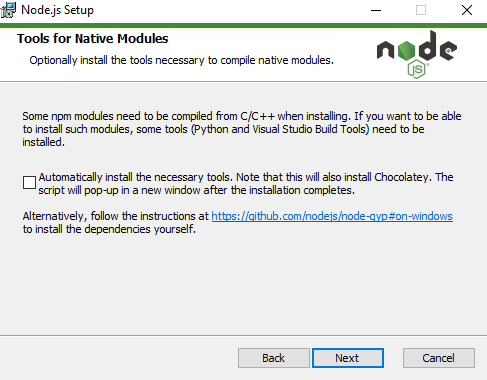 Node.js Setup
Tools for Native Modules
Optionally install the tools necessary to compile native modules.
node
JS
Some npm modules need to be compiled from C/C++ when installing. If you want to be able
to install such modules, some tools (Python and Visual Studio Build Tools) need to be
installed.
Automatically install the necessary tools. Note that this will also install Chocolatey. The
script will pop-up in a new window after the installation completes.
Alternatively, follow the instructions at https://github.com/nodejs/node-gyp#on-windows
to install the dependencies yourself.
Back Next Cancel